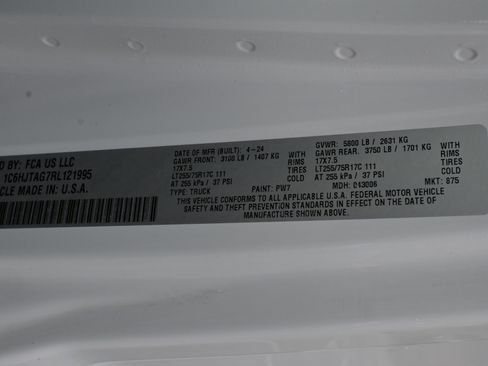 D BY: FCA US LLC
1C6HJTAG7RL121995
CLE MADE IN: U.S.A.
DATE OF MFR (BUILT): 4-24
GAWR FRONT: 3100 LB / 1407 KG WITH
17X7.5 RIMS
LT255/75R17C 111 TIRES
AT 255 kPa / 37 PSI COLD
TYPE: TRUCK PAINT: PW7
GVWR: 5800 LB / 2631 KG
GAWR REAR: 3750 LB / 1701 KG WITH
17X7.5 RIMS
LT255/75R17C 111 TIRES
AT 255 kPa / 37 PSI COLD
MDH: 043006 MKT: 875
THIS VEHICLE CONFORMS TO ALL APPLICABLE U.S.A. FEDERAL MOTOR VEHICLE
SAFETY AND THEFT PREVENTION STANDARDS IN EFFECT ON THE DATE OF
MANUFACTURE SHOWN ABOVE.